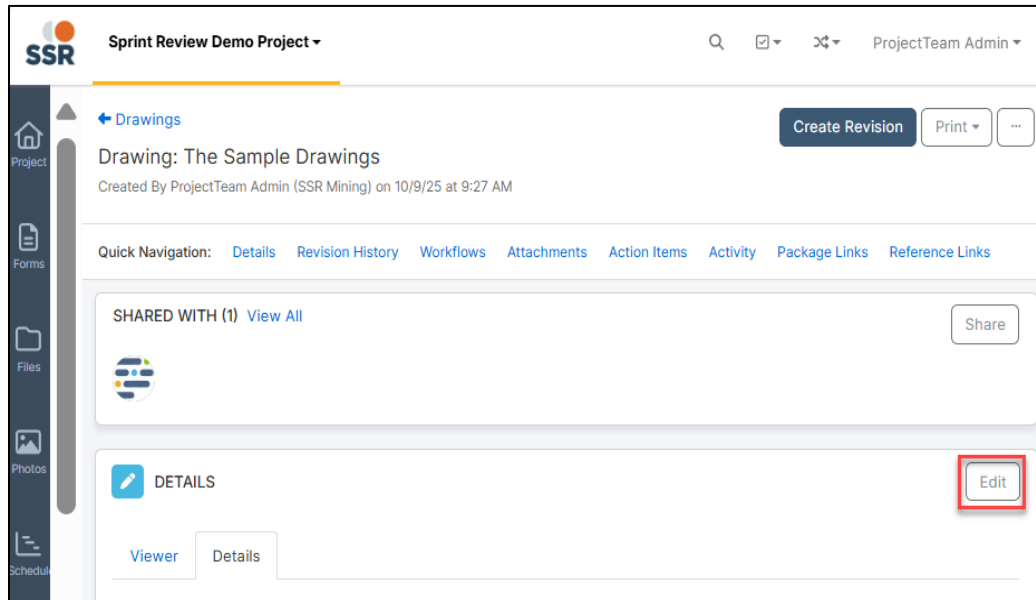 SSR
Sprint Review Demo Project
ProjectTeam Admin
Project
Forms
Files
Photos
Schedul
Drawings
Create Revision
Print
...
Drawing: The Sample Drawings
Created By ProjectTeam Admin (SSR Mining) on 10/9/25 at 9:27 AM
Quick Navigation: Details Revision History Workflows Attachments Action Items Activity Package Links Reference Links
SHARED WITH (1) View All
Share
DETAILS
Edit
Viewer Details